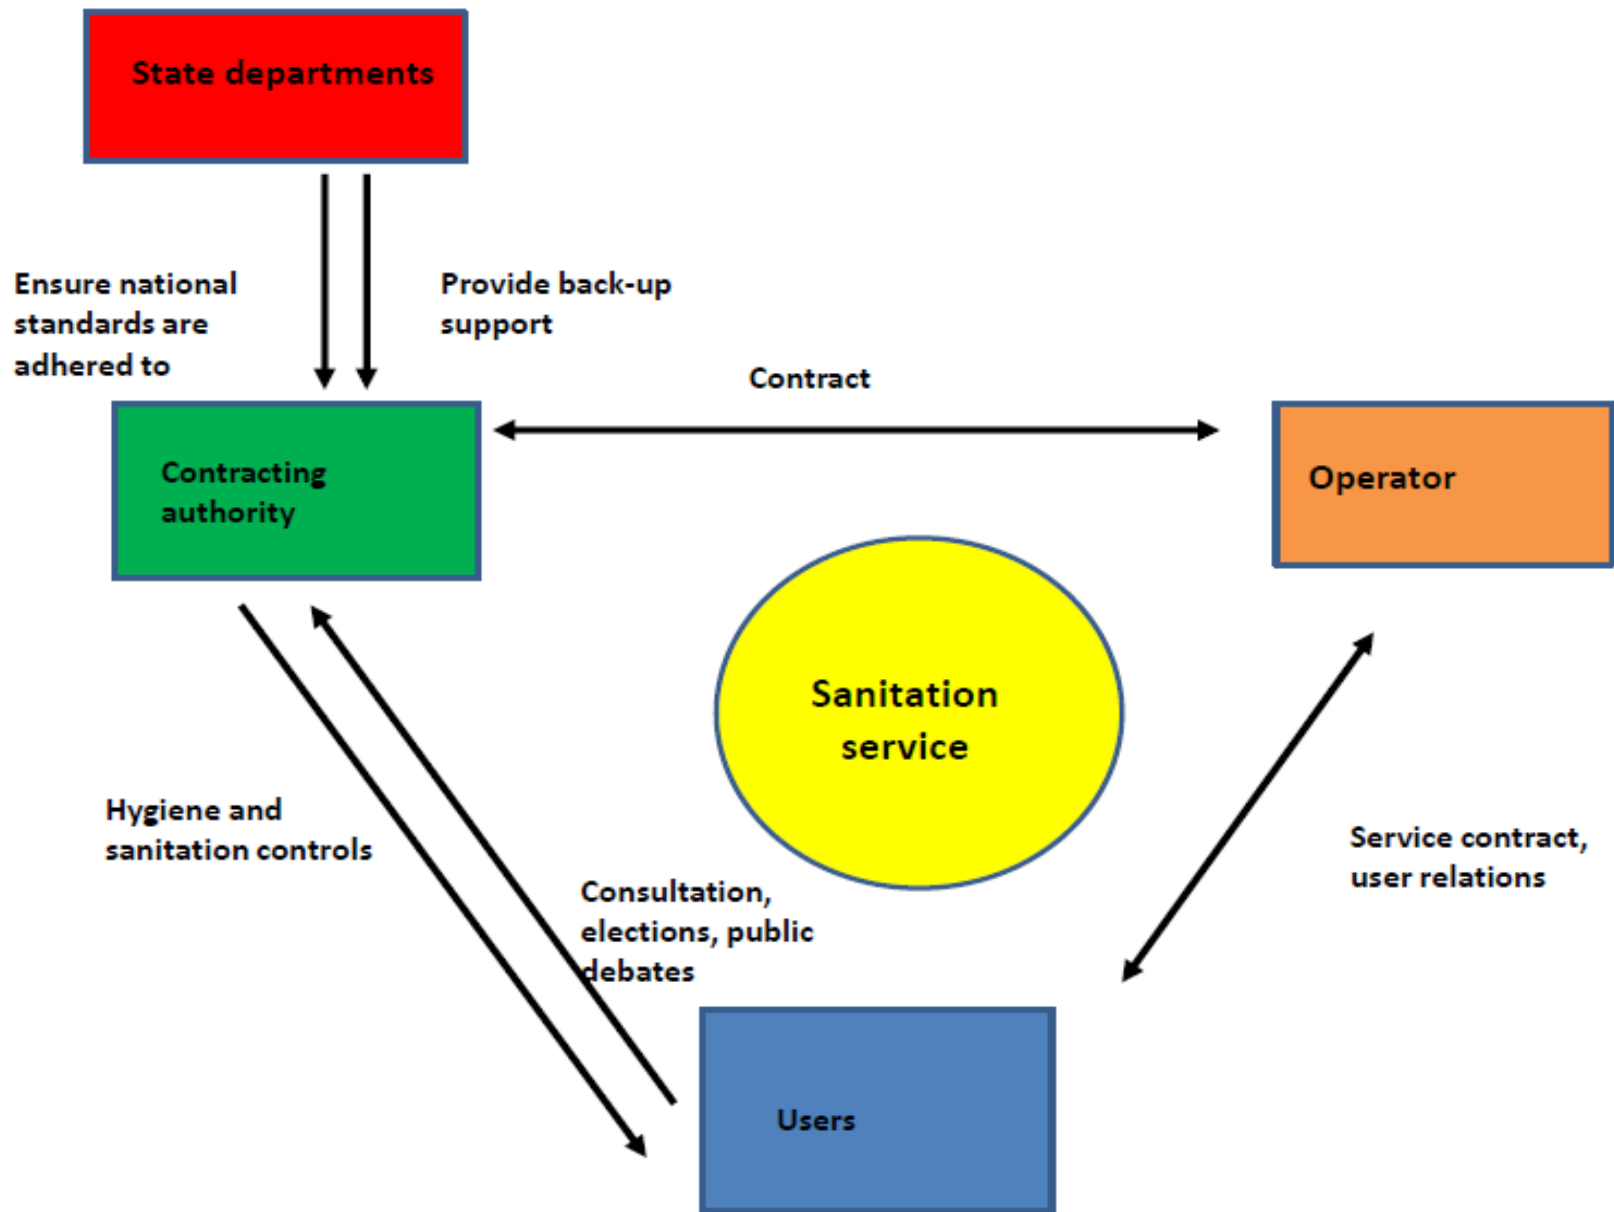 State departments
Ensure national
standards are
adhered to
Provide back-up
support
Contract
Contracting
authority
Operator
Sanitation
service
Hygiene and
sanitation controls
Consultation,
elections, public
debates
Service contract,
user relations
Users